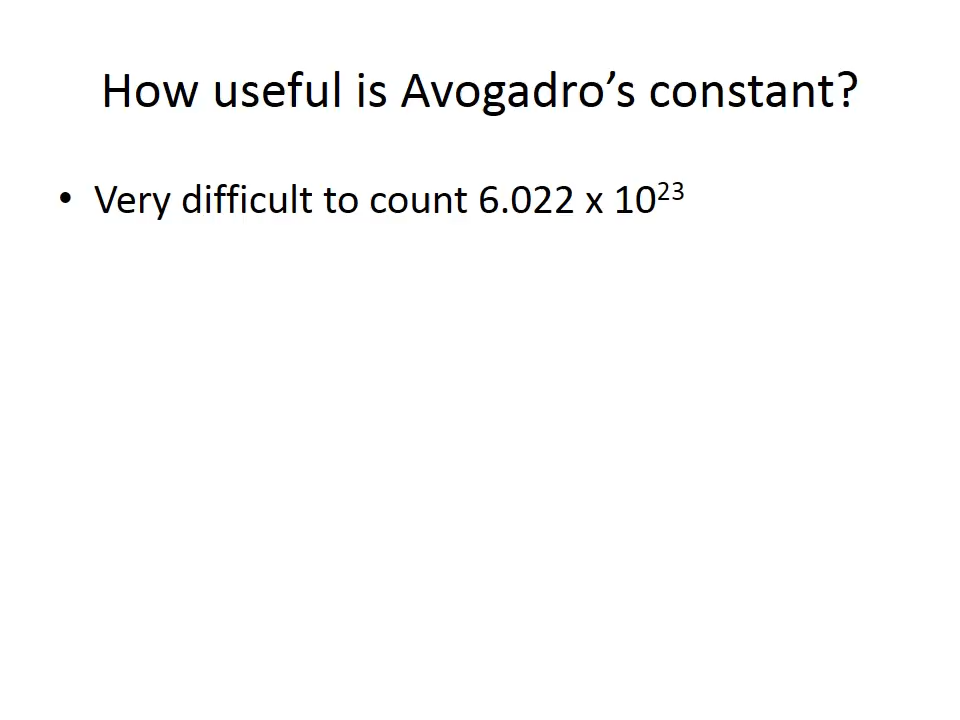 How useful is Avogadro’s constant?
• Very difficult to count 6.022 x 10²³